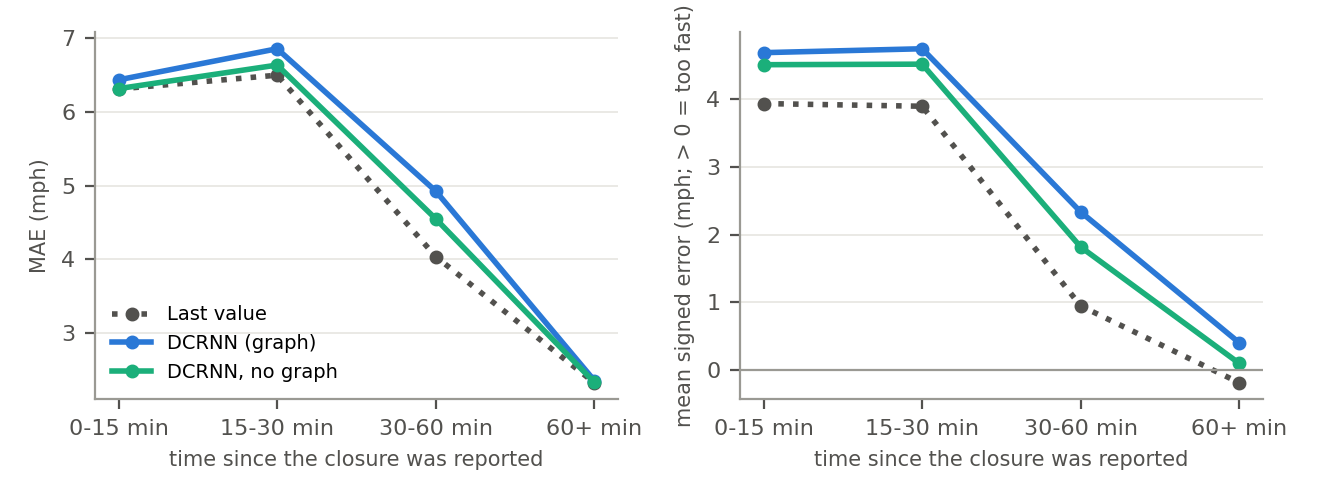 MAE (mph)
7
6
5
4
3
Last value
DCRNN (graph)
DCRNN, no graph
0-15 min
15-30 min
30-60 min
60+ min
time since the closure was reported
mean signed error (mph; > 0 = too fast)
4
3
2
1
0
0-15 min
15-30 min
30-60 min
60+ min
time since the closure was reported